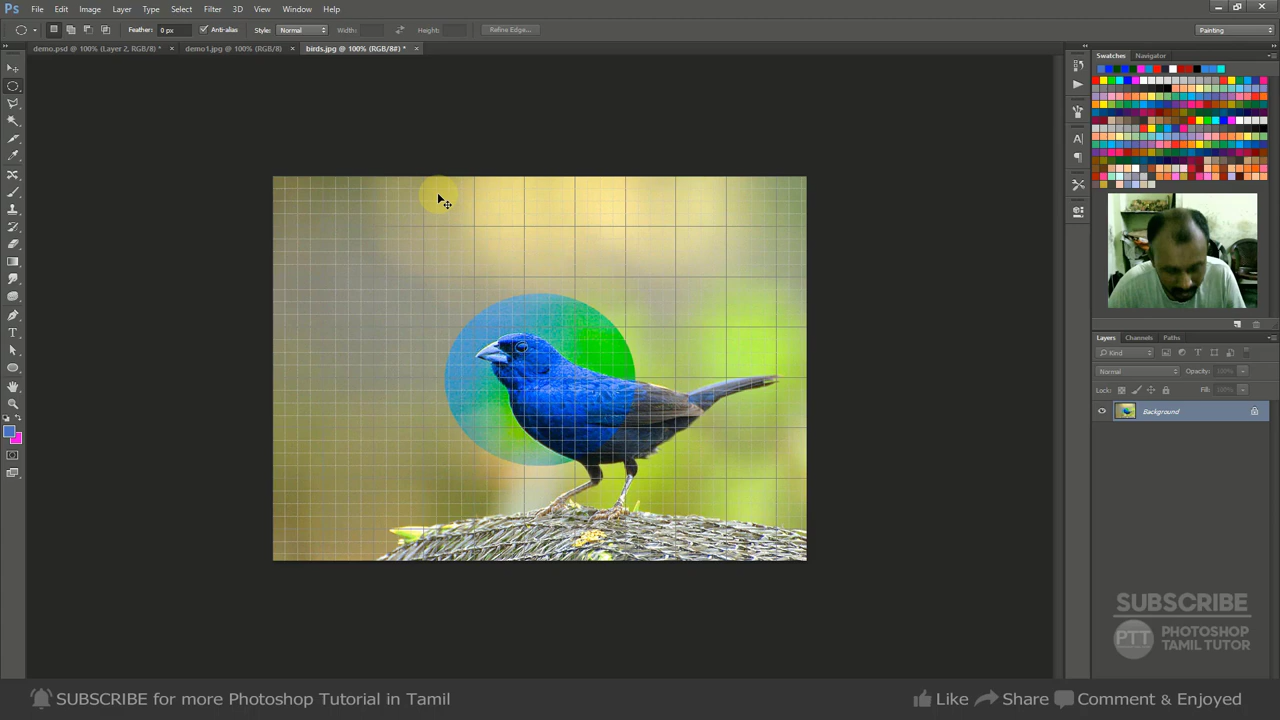 Ps File Edit Image Layer Type Select Filter 3D View Window Help
Feather: 0 px Anti-alias Style: Normal Width: Height: Refine Edge... Painting
demo.psd @ 100% (Layer 2, RGB/8) * × demo1.jpg @ 100% (RGB/8) × birds.jpg @ 100% (RGB/8#) * ×
Swatches Navigator
Layers Channels Paths
Kind
Normal Opacity: 100%
Lock: Fill: 100%
Background
SUBSCRIBE
PTT PHOTOSHOP
TAMIL TUTOR
SUBSCRIBE for more Photoshop Tutorial in Tamil Like Share Comment & Enjoyed